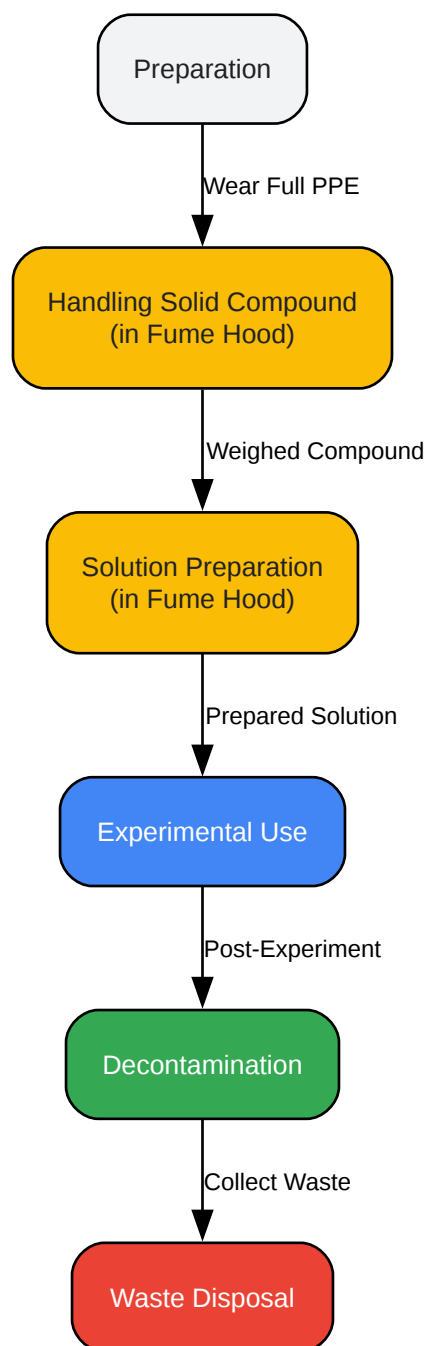 Preparation
Wear Full PPE
Handling Solid Compound
(in Fume Hood)
Weighed Compound
Solution Preparation
(in Fume Hood)
Prepared Solution
Experimental Use
Post-Experiment
Decontamination
Collect Waste
Waste Disposal